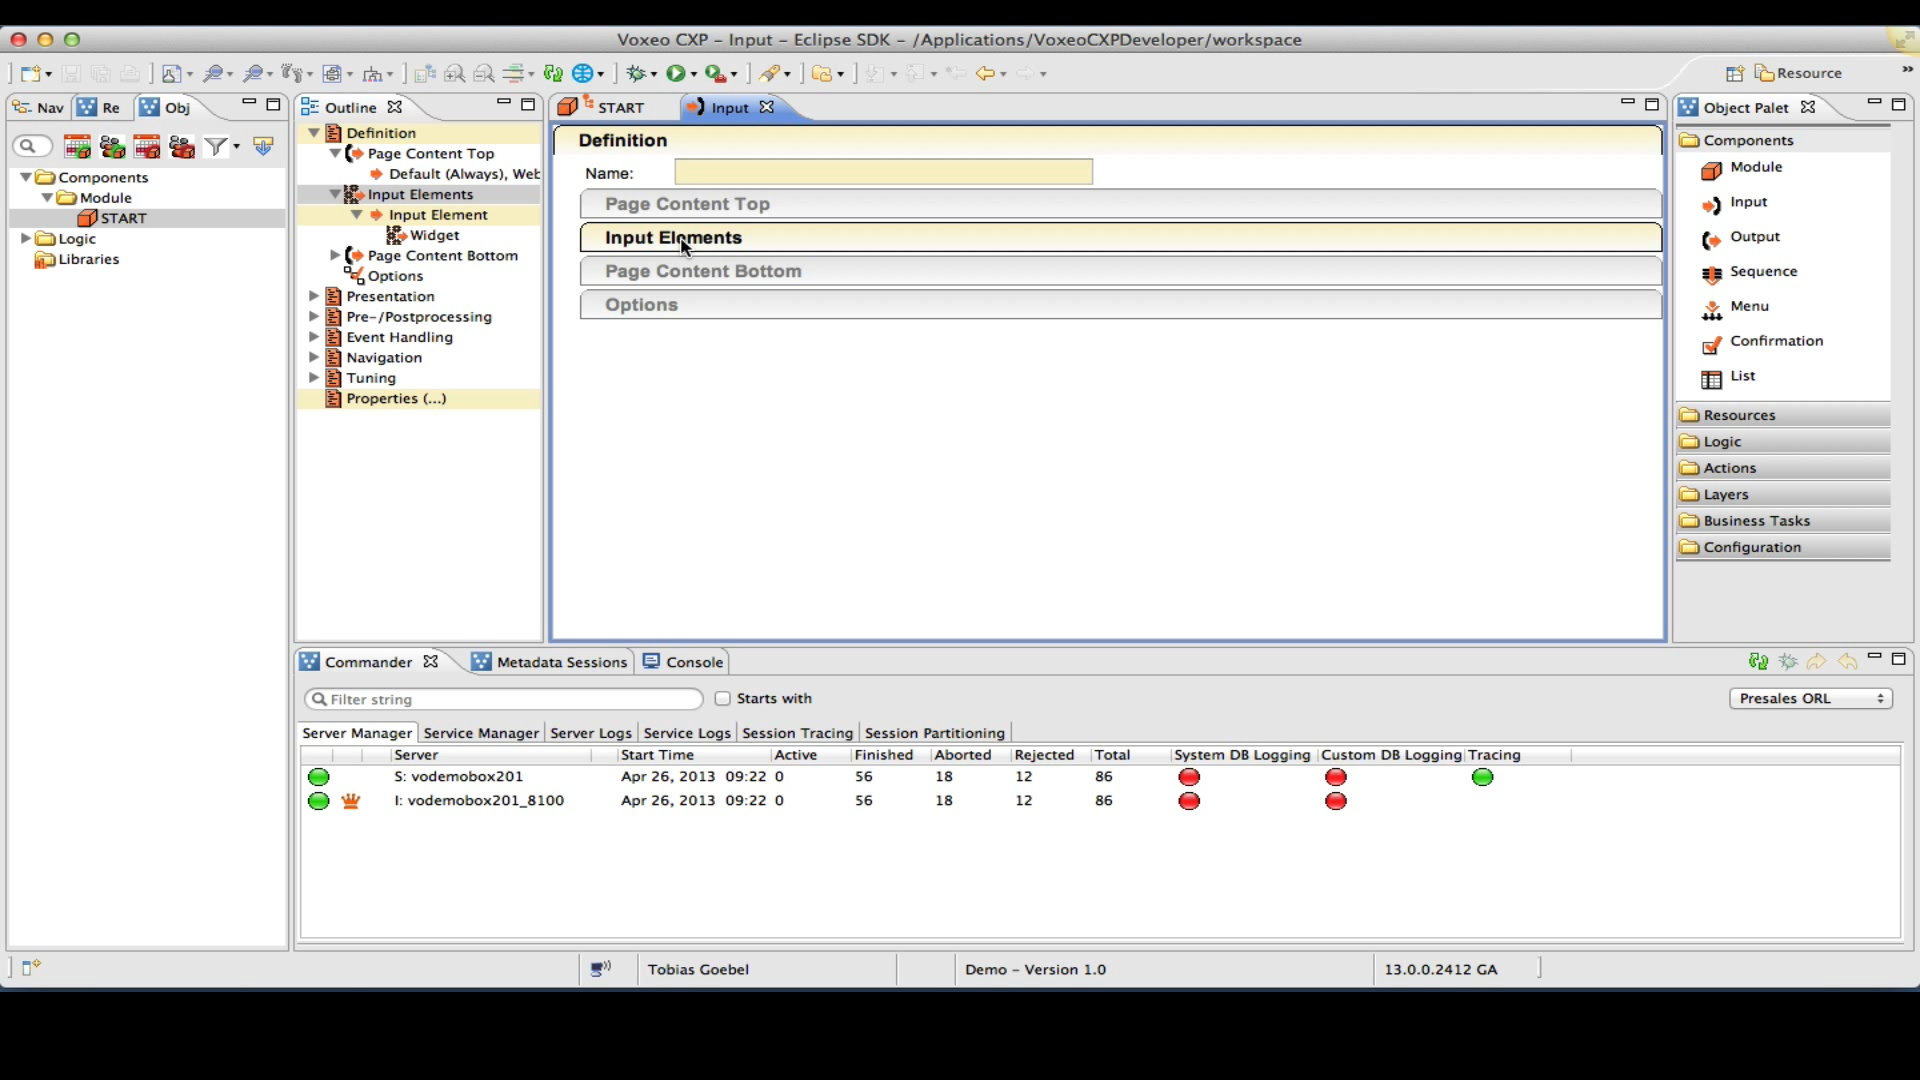 Voxeo CXP - Input - Eclipse SDK - /Applications/VoxeoCXPDeveloper/workspace
Resource
»
Nav
Re
Obj
Components
Module
START
Logic
Libraries
Outline
Definition
Page Content Top
Default (Always), Web
Input Elements
Input Element
Widget
Page Content Bottom
Options
Presentation
Pre-/Postprocessing
Event Handling
Navigation
Tuning
Properties (...)
START
Input
Definition
Name:
Page Content Top
Input Elements
Page Content Bottom
Options
Object Palet
Components
Module
Input
Output
Sequence
Menu
Confirmation
List
Resources
Logic
Actions
Layers
Business Tasks
Configuration
Commander
Metadata Sessions
Console
Filter string
Starts with
Presales ORL
Server Manager Service Manager Server Logs Service Logs Session Tracing Session Partitioning
Server Start Time Active Finished Aborted Rejected Total System DB Logging Custom DB Logging Tracing
S: vodemobox201 Apr 26, 2013 09:22 0 56 18 12 86
I: vodemobox201_8100 Apr 26, 2013 09:22 0 56 18 12 86
Tobias Goebel
Demo - Version 1.0
13.0.0.2412 GA